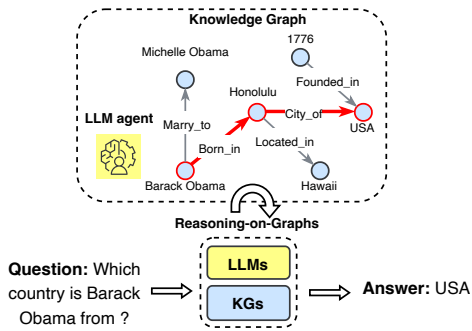 Knowledge Graph
1776
Michelle Obama
Founded_in
Honolulu
LLM agent
City_of
USA
Marry_to
Born_in
Located_in
Barack Obama
Hawaii
Reasoning-on-Graphs
LLMs
KGs
Question: Which
country is Barack
Obama from ?
Answer: USA